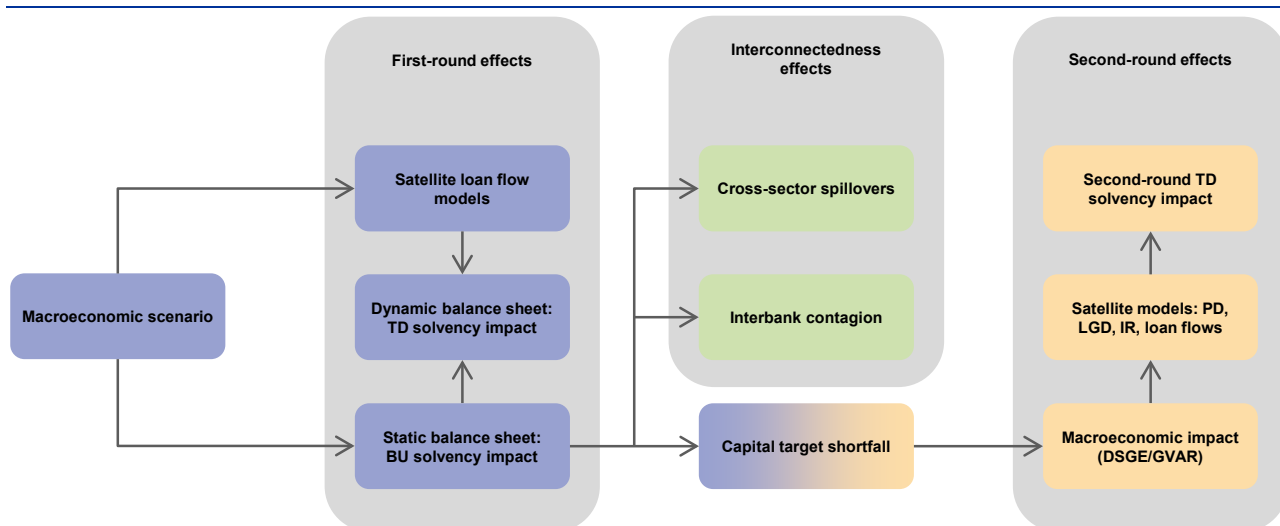 First-round effects
Interconnectedness
effects
Second-round effects
Satellite loan flow
models
Cross-sector spillovers
Second-round TD
solvency impact
Macroeconomic scenario
Dynamic balance sheet:
TD solvency impact
Interbank contagion
Satellite models: PD,
LGD, IR, loan flows
Static balance sheet:
BU solvency impact
Capital target shortfall
Macroeconomic impact
(DSGE/GVAR)